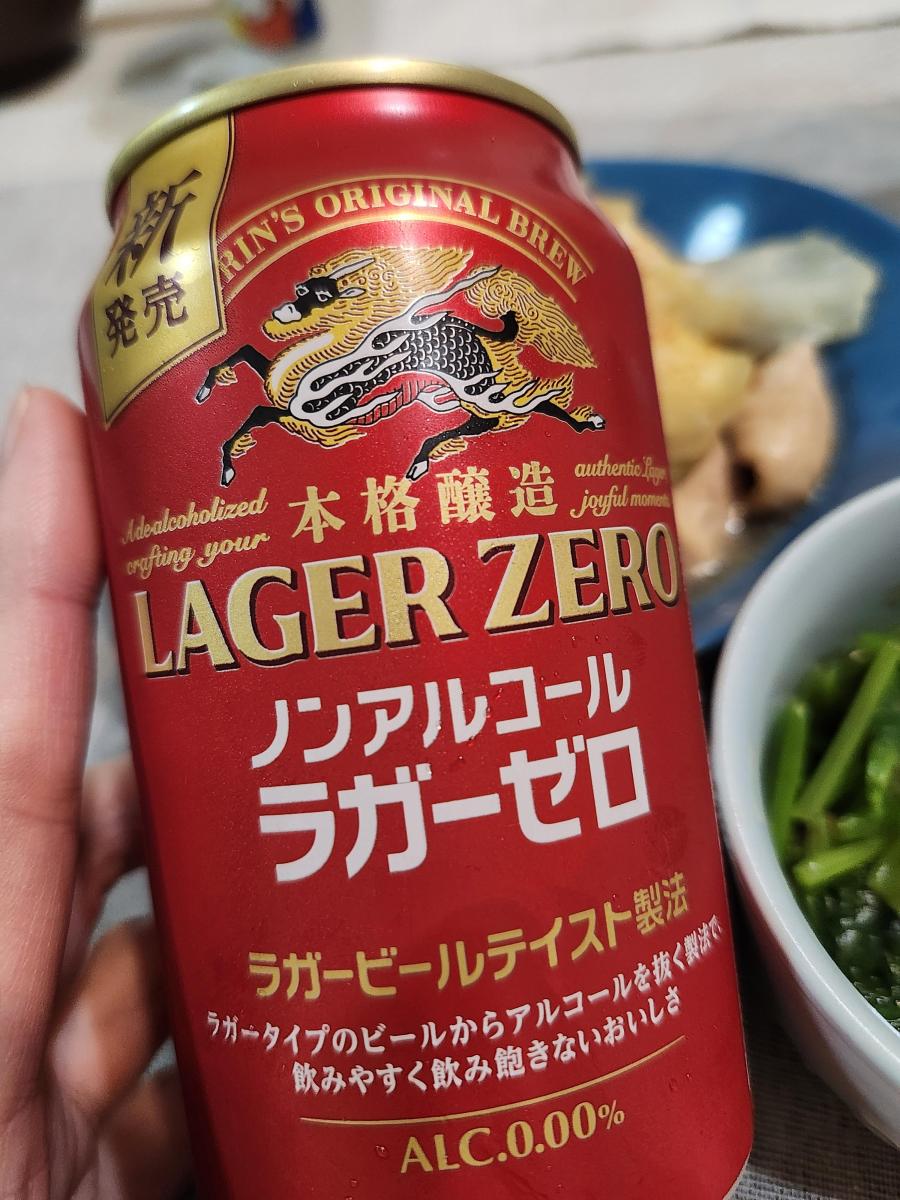 新
発売
RIN'S ORIGINAL BREW
A dealcoholized
crafting your
本格醸造
authentic Lager
joyful moments
LAGER ZERO
ノンアルコール
ラガーゼロ
ラガービールテイスト製法
ラガータイプのビールからアルコールを抜く製法で、
飲みやすく飲み飽きないおいしさ
ALC.0.00%